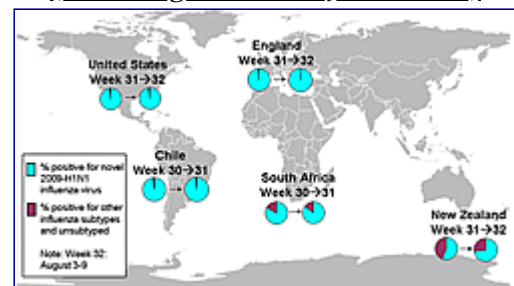 England
Week 31→32
United States
Week 31→32
Chile
Week 30→31
South Africa
Week 30→31
New Zealand
Week 31→32
% positive for novel
2009-H1N1
influenza virus
% positive for other
influenza subtypes
and unsubtyped
Note: Week 32:
August 3-9